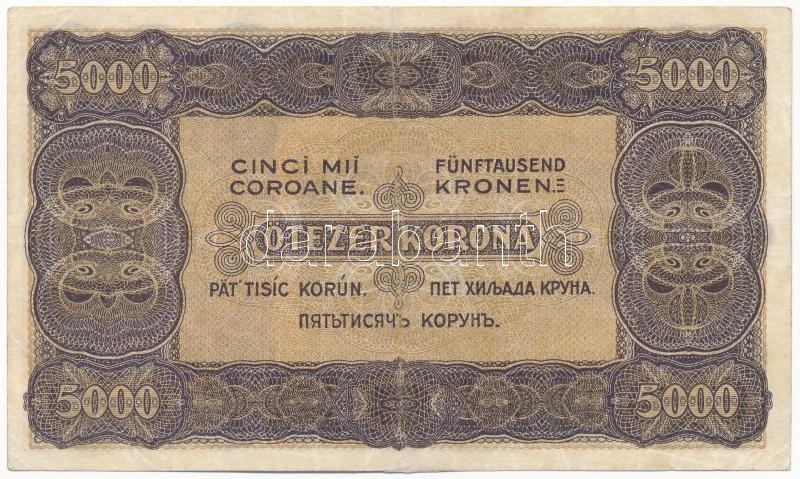 5000 5000
CINCI MII
COROANE.
FÜNFTAUSEND
KRONEN.
ÖTEZER KORONA
darabanth
PÄT TISÍC KORÚN.
ПЕТ ХИЉАДА КРУНА.
ПЯТЬТИСЯЧЪ КОРУНЪ.
5000 5000